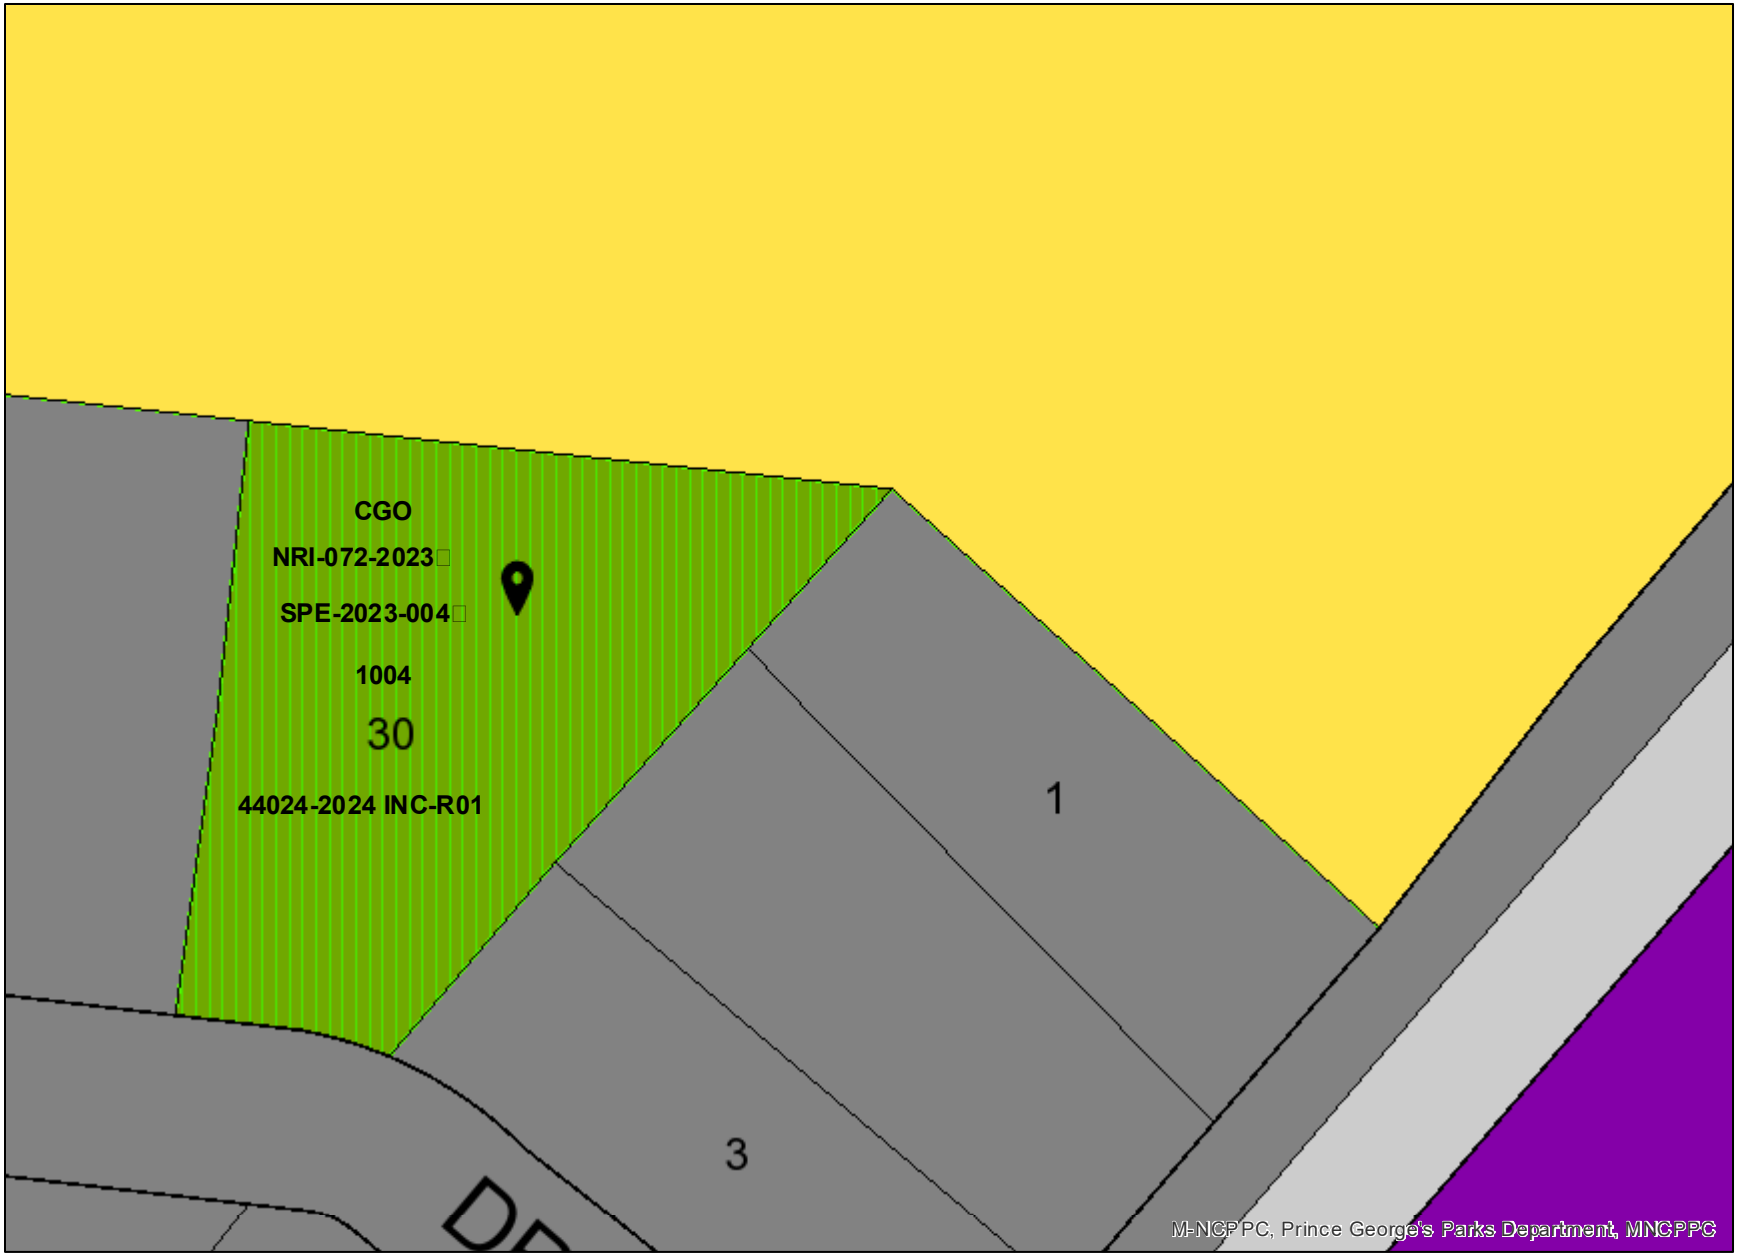 CGO
NRI-072-2023
SPE-2023-004
1004
30
44024-2024 INC-R01
1
3
M-NCPPC, Prince George's Parks Department, MNCPPC